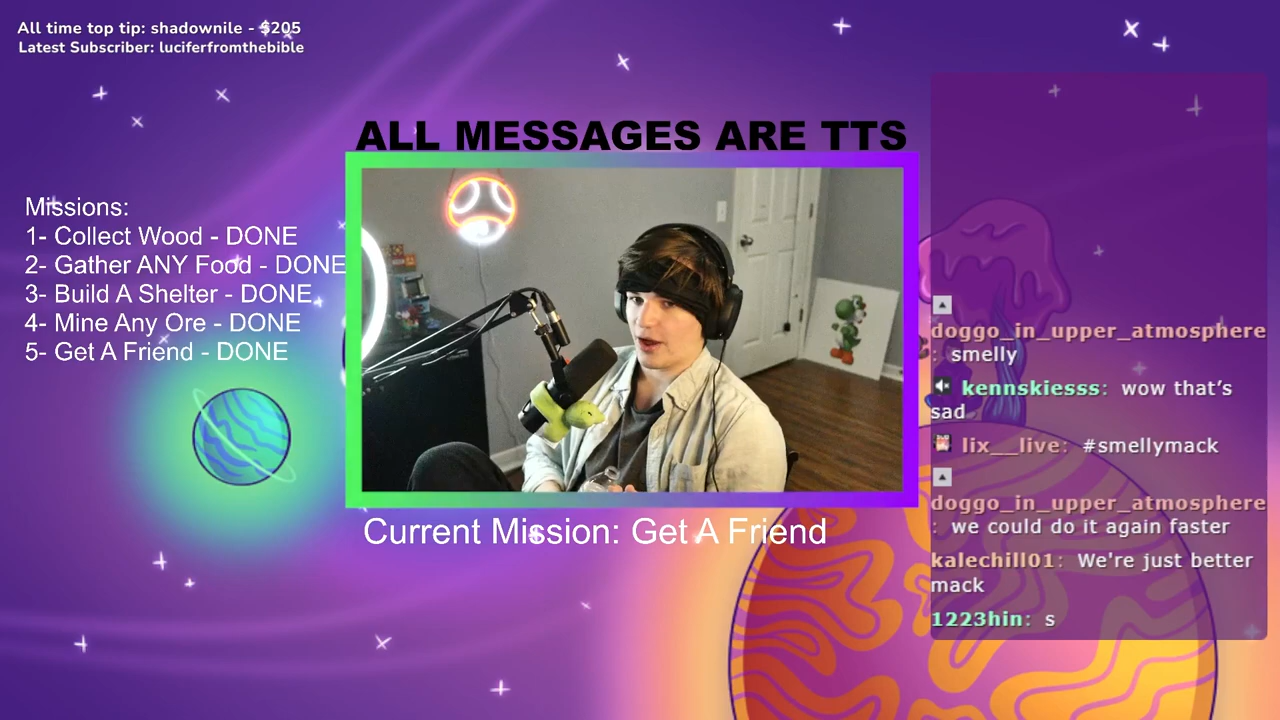 All time top tip: shadownile - $205
Latest Subscriber: luciferfromthebible
ALL MESSAGES ARE TTS
Missions:
1- Collect Wood - DONE
2- Gather ANY Food - DONE
3- Build A Shelter - DONE
4- Mine Any Ore - DONE
5- Get A Friend - DONE
Current Mission: Get A Friend
doggo_in_upper_atmosphere
: smelly
kennskiesss: wow that's
sad
lix__live: #smellymack
doggo_in_upper_atmosphere
: we could do it again faster
kalechill01: We're just better
mack
1223hin: s